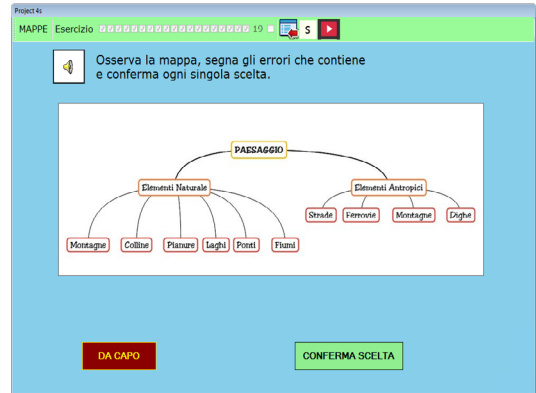 Project 4s
MAPPE Esercizio 19 S
Osserva la mappa, segna gli errori che contiene
e conferma ogni singola scelta.
PAESAGGIO
Elementi Naturale Elementi Antropici
Strade Ferrovie Montagne Dighe
Montagne Colline Pianure Laghi Ponti Fiumi
DA CAPO CONFERMA SCELTA